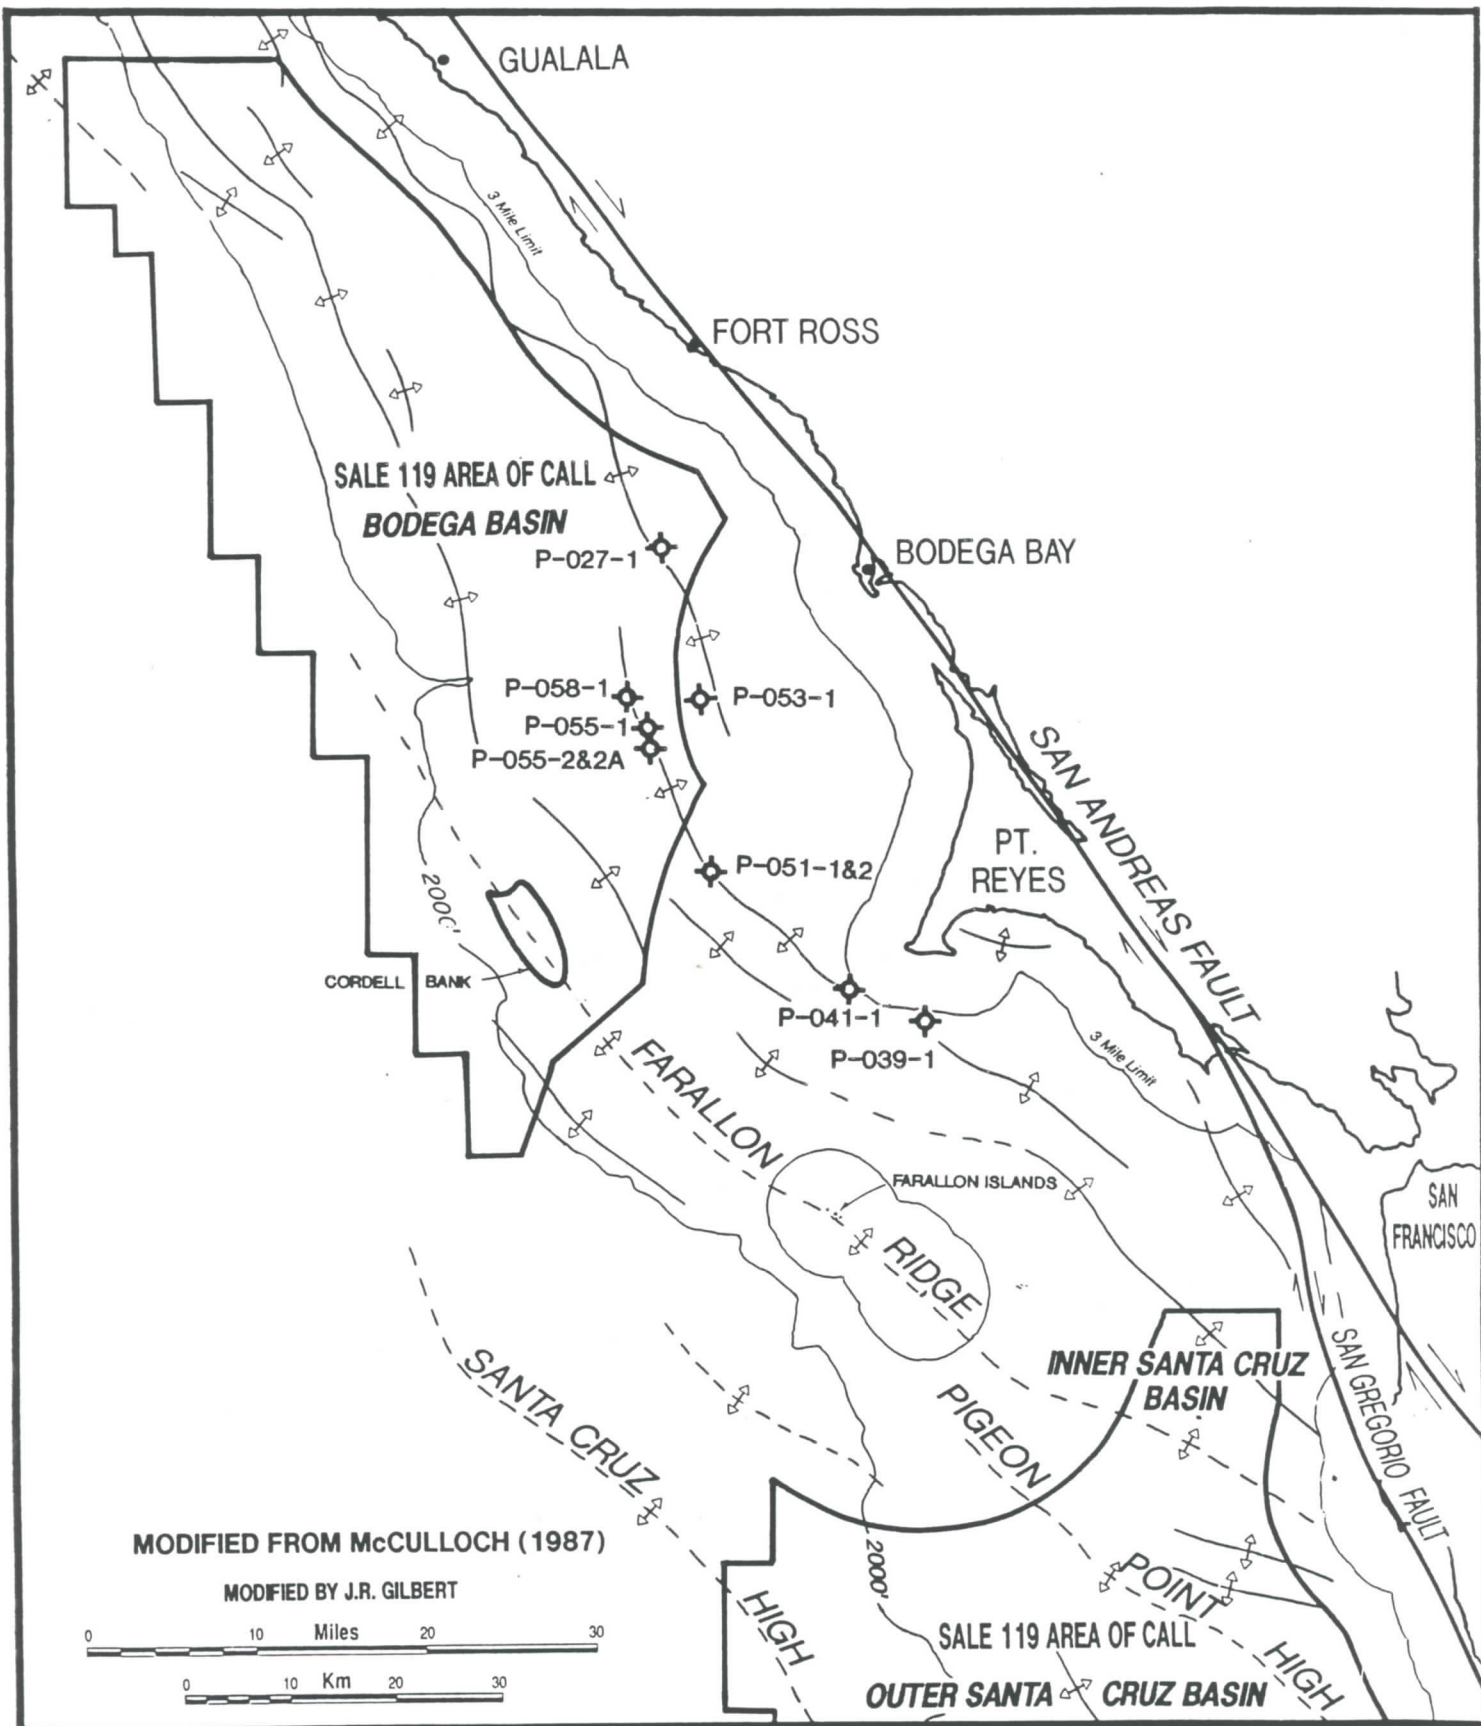 GUALALA
3 Mile Limit
FORT ROSS
SALE 119 AREA OF CALL
BODEGA BASIN
P-027-1
BODEGA BAY
P-058-1
P-053-1
P-055-1
P-055-2&2A
SAN ANDREAS FAULT
PT.
REYES
P-051-1&2
2000'
CORDELL BANK
P-041-1
P-039-1
3 Mile Limit
FARALLON
RIDGE
FARALLON ISLANDS
SAN
FRANCISCO
INNER SANTA CRUZ
BASIN
SAN GREGORIO FAULT
SANTA CRUZ
HIGH
PIGEON
POINT
HIGH
2000'
MODIFIED FROM McCULLOCH (1987)
MODIFIED BY J.R. GILBERT
0 10 Miles 20 30
0 10 Km 20 30
SALE 119 AREA OF CALL
OUTER SANTA CRUZ BASIN